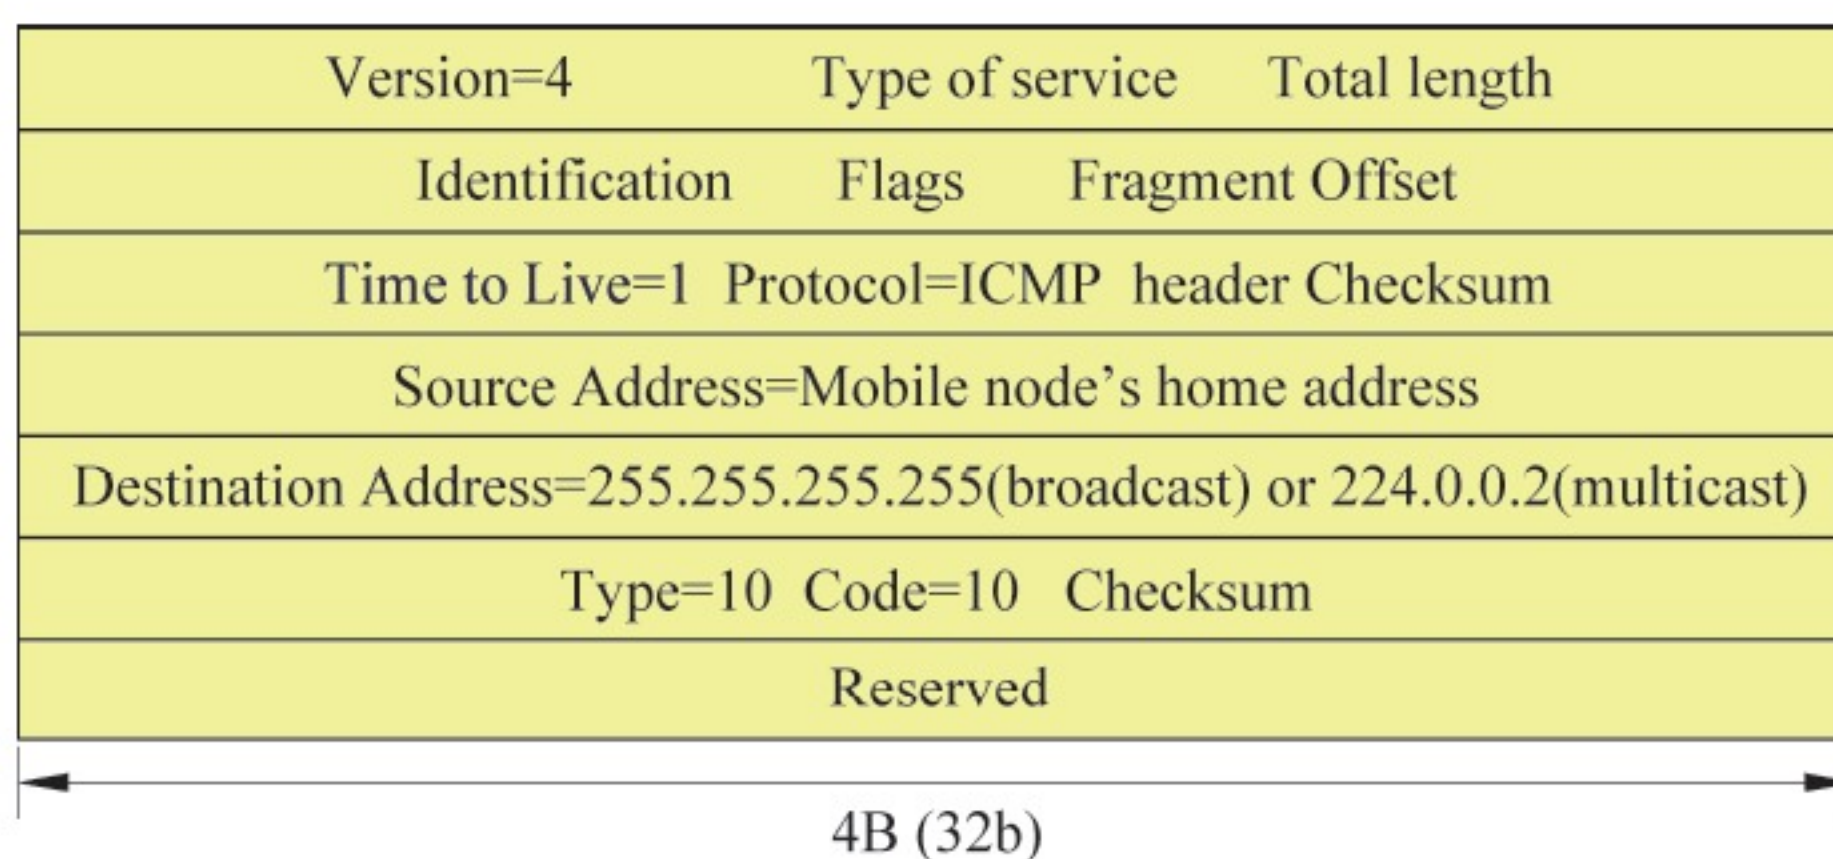 Version=4 Type of service Total length
Identification Flags Fragment Offset
Time to Live=1 Protocol=ICMP header Checksum
Source Address=Mobile node’s home address
Destination Address=255.255.255.255(broadcast) or 224.0.0.2(multicast)
Type=10 Code=10 Checksum
Reserved
4B (32b)